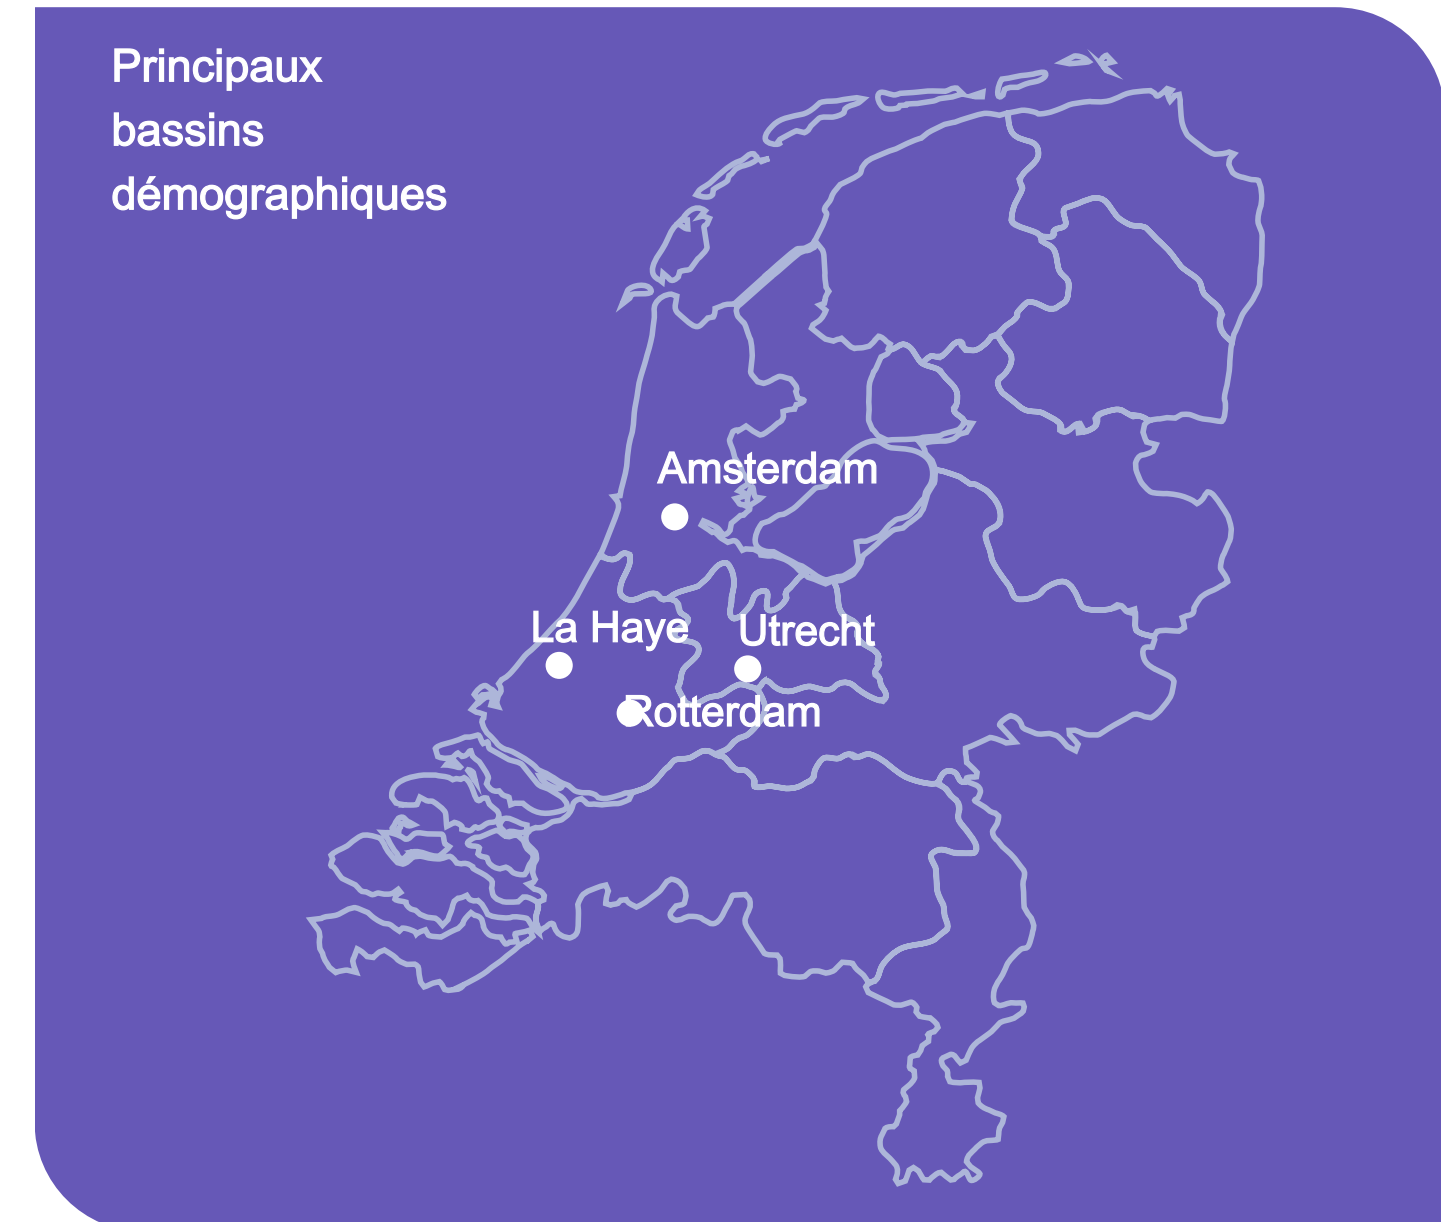 Principaux
bassins
démographiques
Amsterdam
La Haye
Utrecht
Rotterdam